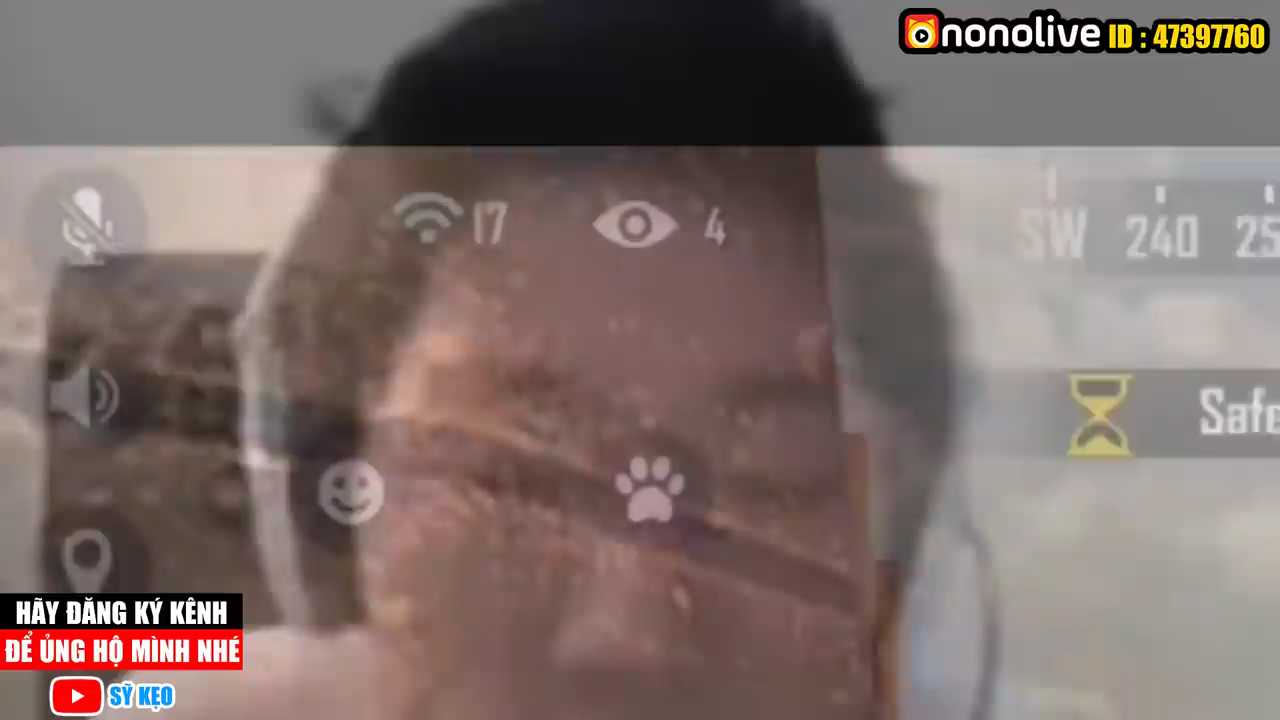 nonolive ID : 47397760
17
4
SW 240 25
Safe
HÃY ĐĂNG KÝ KÊNH
ĐỂ ỦNG HỘ MÌNH NHÉ
SỸ KẸO